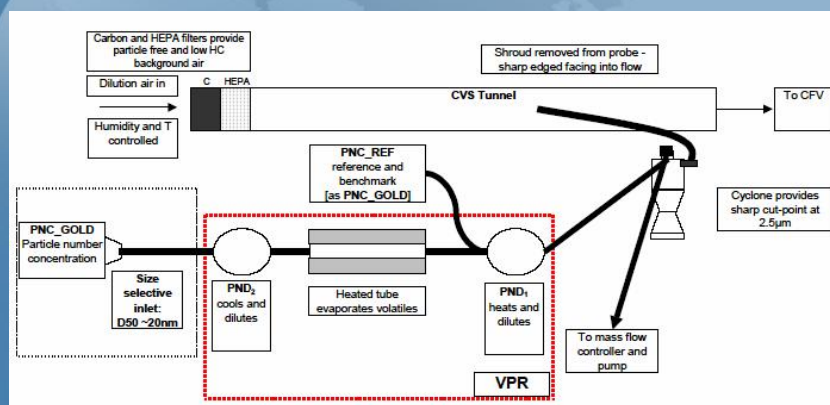 Carbon and HEPA filters provide
particle free and low HC
background air
Dilution air in
C HEPA
Humidity and T
controlled
Shroud removed from probe -
sharp edged facing into flow
CVS Tunnel
To CFV
PNC_REF
reference and
benchmark
[as PNC_GOLD]
Cyclone provides
sharp cut-point at
2.5µm
PNC_GOLD
Particle number
concentration
Size
selective
inlet:
D50 ~20nm
PND2
cools and
dilutes
Heated tube
evaporates volatiles
PND1
heats and
dilutes
VPR
To mass flow
controller and
pump